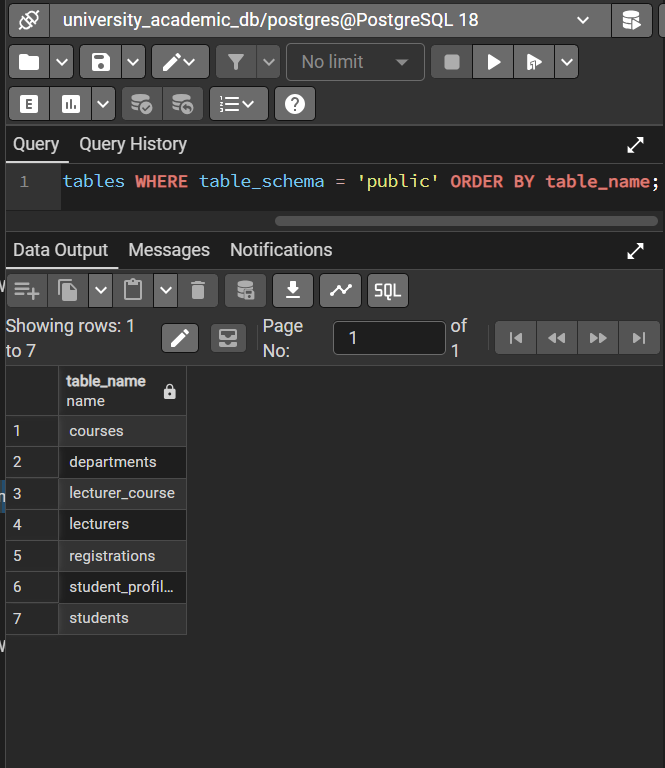 university_academic_db/postgres@PostgreSQL 18
No limit
E
Query Query History
1 tables WHERE table_schema = 'public' ORDER BY table_name;
Data Output Messages Notifications
SQL
Showing rows: 1 to 7
Page No: 1 of 1
table_name
name
1 courses
2 departments
3 lecturer_course
4 lecturers
5 registrations
6 student_profil...
7 students